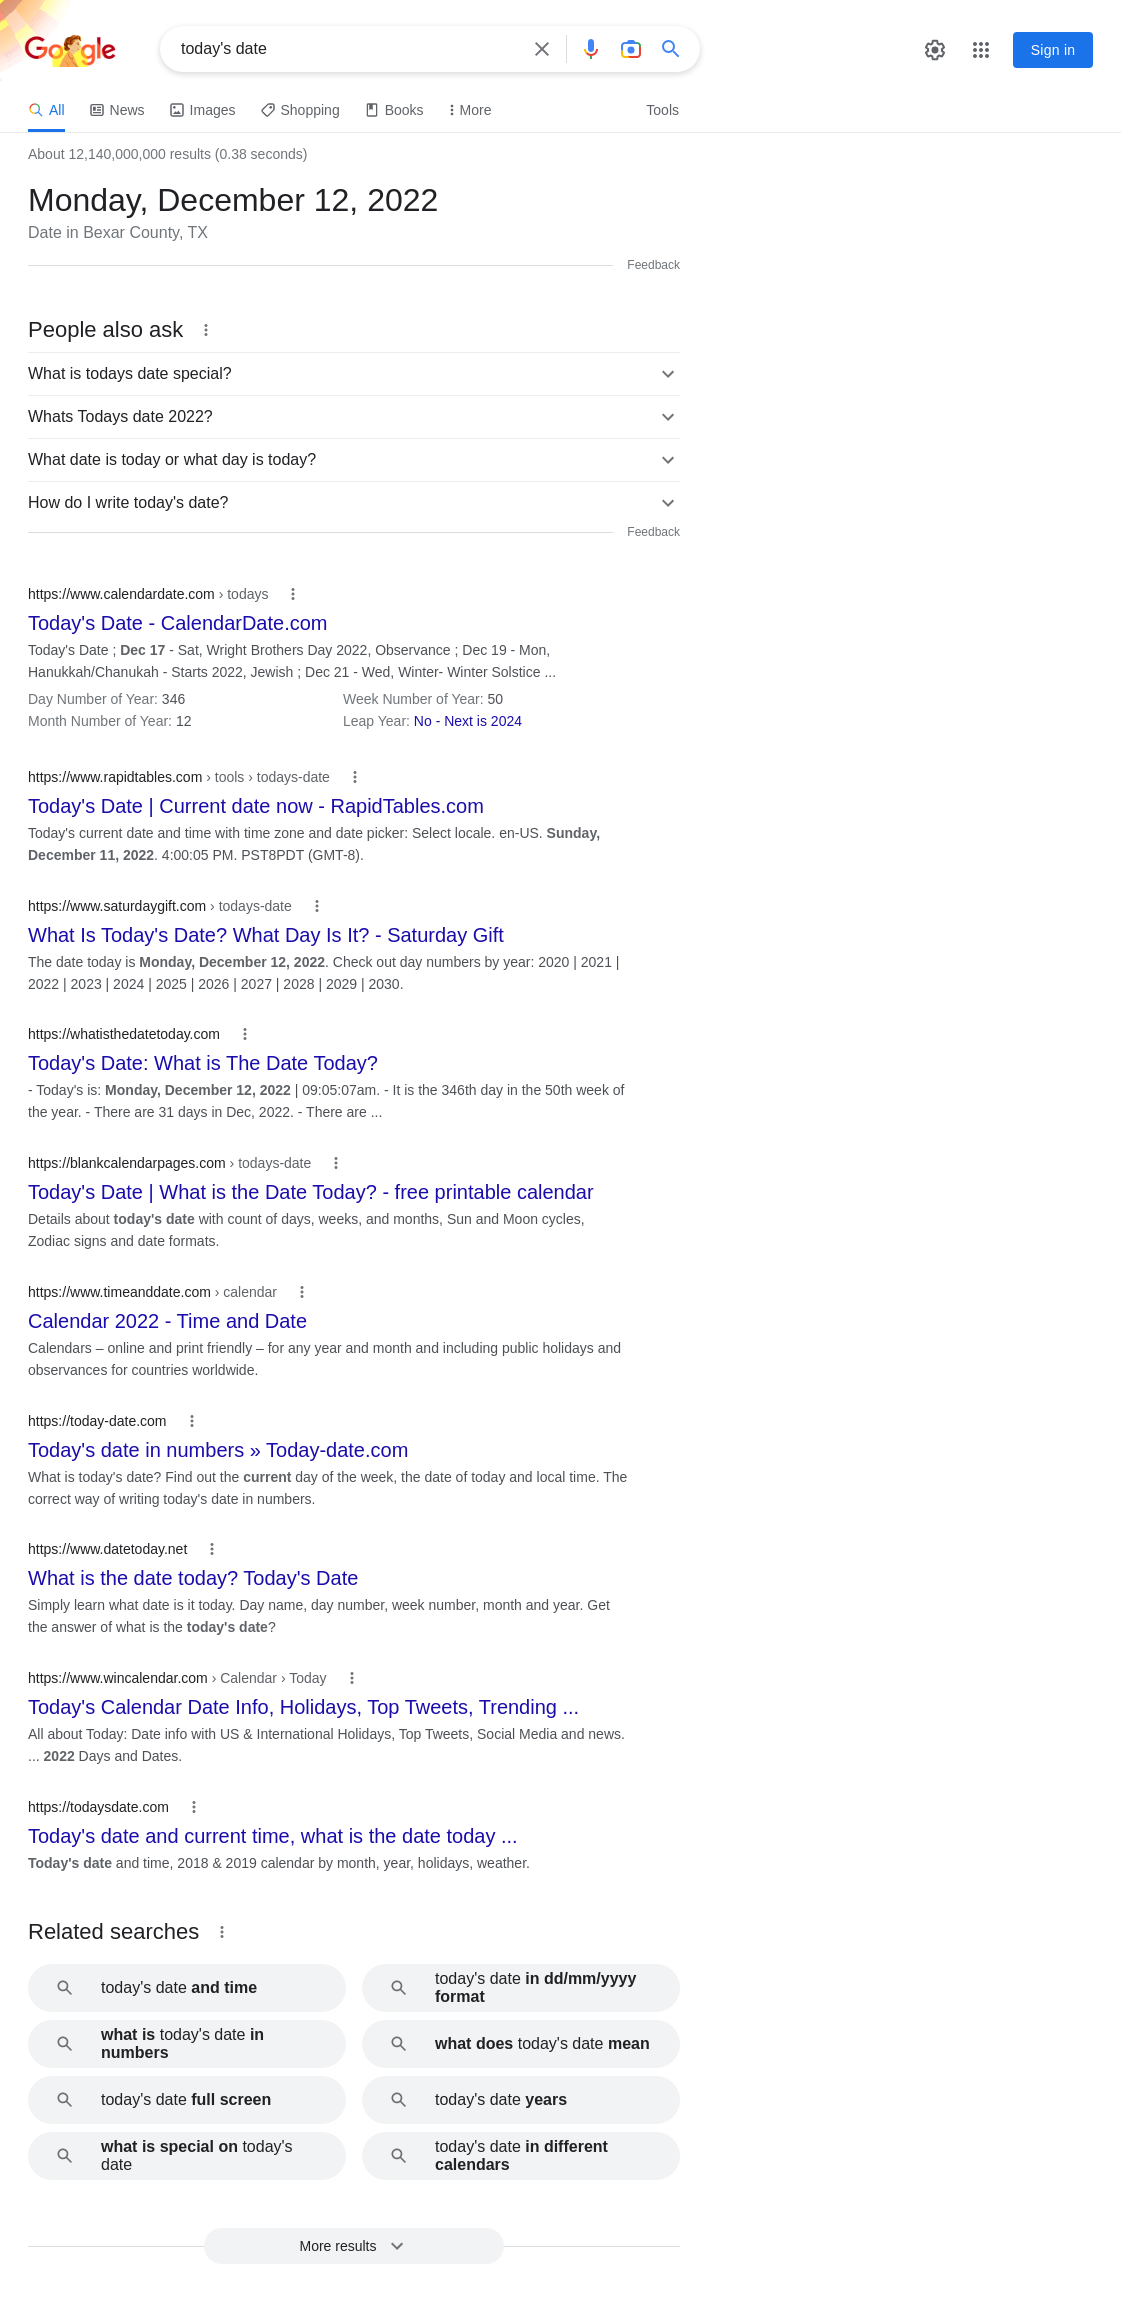 Google
today's date
Sign in
All
News
Images
Shopping
Books
More
Tools
About 12,140,000,000 results (0.38 seconds)
Monday, December 12, 2022
Date in Bexar County, TX
Feedback
People also ask
What is todays date special?
Whats Todays date 2022?
What date is today or what day is today?
How do I write today's date?
Feedback
https://www.calendardate.com › todays
Today's Date - CalendarDate.com
Today's Date ; Dec 17 - Sat, Wright Brothers Day 2022, Observance ; Dec 19 - Mon,
Hanukkah/Chanukah - Starts 2022, Jewish ; Dec 21 - Wed, Winter- Winter Solstice ...
Day Number of Year: 346
Week Number of Year: 50
Month Number of Year: 12
Leap Year: No - Next is 2024
https://www.rapidtables.com › tools › todays-date
Today's Date | Current date now - RapidTables.com
Today's current date and time with time zone and date picker: Select locale. en-US. Sunday,
December 11, 2022. 4:00:05 PM. PST8PDT (GMT-8).
https://www.saturdaygift.com › todays-date
What Is Today's Date? What Day Is It? - Saturday Gift
The date today is Monday, December 12, 2022. Check out day numbers by year: 2020 | 2021 |
2022 | 2023 | 2024 | 2025 | 2026 | 2027 | 2028 | 2029 | 2030.
https://whatisthedatetoday.com
Today's Date: What is The Date Today?
- Today's is: Monday, December 12, 2022 | 09:05:07am. - It is the 346th day in the 50th week of
the year. - There are 31 days in Dec, 2022. - There are ...
https://blankcalendarpages.com › todays-date
Today's Date | What is the Date Today? - free printable calendar
Details about today's date with count of days, weeks, and months, Sun and Moon cycles,
Zodiac signs and date formats.
https://www.timeanddate.com › calendar
Calendar 2022 - Time and Date
Calendars – online and print friendly – for any year and month and including public holidays and
observances for countries worldwide.
https://today-date.com
Today's date in numbers » Today-date.com
What is today's date? Find out the current day of the week, the date of today and local time. The
correct way of writing today's date in numbers.
https://www.datetoday.net
What is the date today? Today's Date
Simply learn what date is it today. Day name, day number, week number, month and year. Get
the answer of what is the today's date?
https://www.wincalendar.com › Calendar › Today
Today's Calendar Date Info, Holidays, Top Tweets, Trending ...
All about Today: Date info with US & International Holidays, Top Tweets, Social Media and news.
... 2022 Days and Dates.
https://todaysdate.com
Today's date and current time, what is the date today ...
Today's date and time, 2018 & 2019 calendar by month, year, holidays, weather.
Related searches
today's date and time
today's date in dd/mm/yyyy
format
what is today's date in
numbers
what does today's date mean
today's date full screen
today's date years
what is special on today's
date
today's date in different
calendars
More results